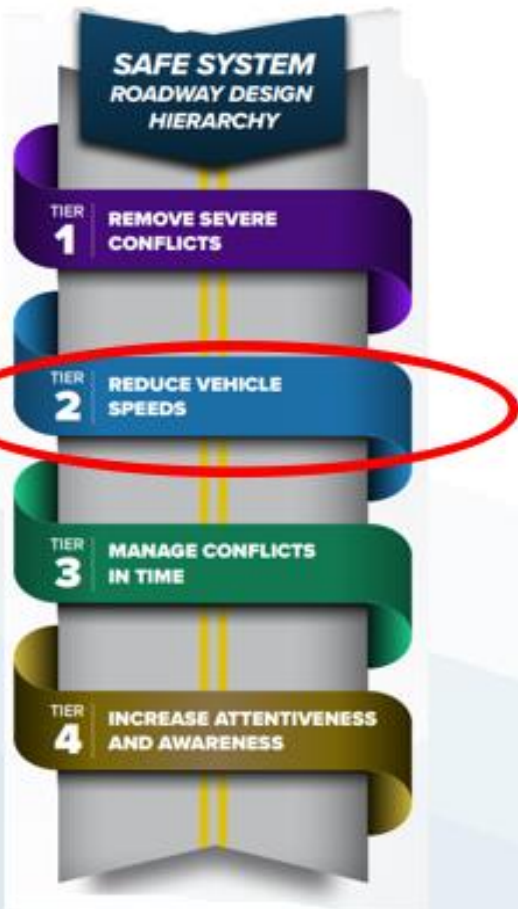 SAFE SYSTEM
ROADWAY DESIGN
HIERARCHY
TIER
1
REMOVE SEVERE
CONFLICTS
TIER
2
REDUCE VEHICLE
SPEEDS
TIER
3
MANAGE CONFLICTS
IN TIME
TIER
4
INCREASE ATTENTIVENESS
AND AWARENESS